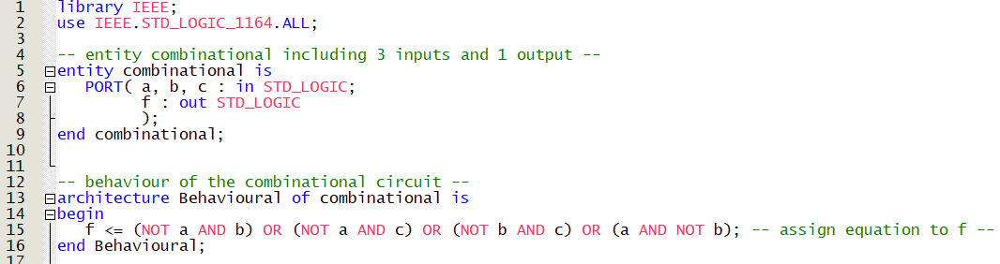 1 library IEEE;
2 use IEEE.STD_LOGIC_1164.ALL;
3
4 -- entity combinational including 3 inputs and 1 output --
5 entity combinational is
6 PORT( a, b, c : in STD_LOGIC;
7 f : out STD_LOGIC
8 );
9 end combinational;
10
11
12 -- behaviour of the combinational circuit --
13 architecture Behavioural of combinational is
14 begin
15 f <= (NOT a AND b) OR (NOT a AND c) OR (NOT b AND c) OR (a AND NOT b); -- assign equation to f --
16 end Behavioural;
17